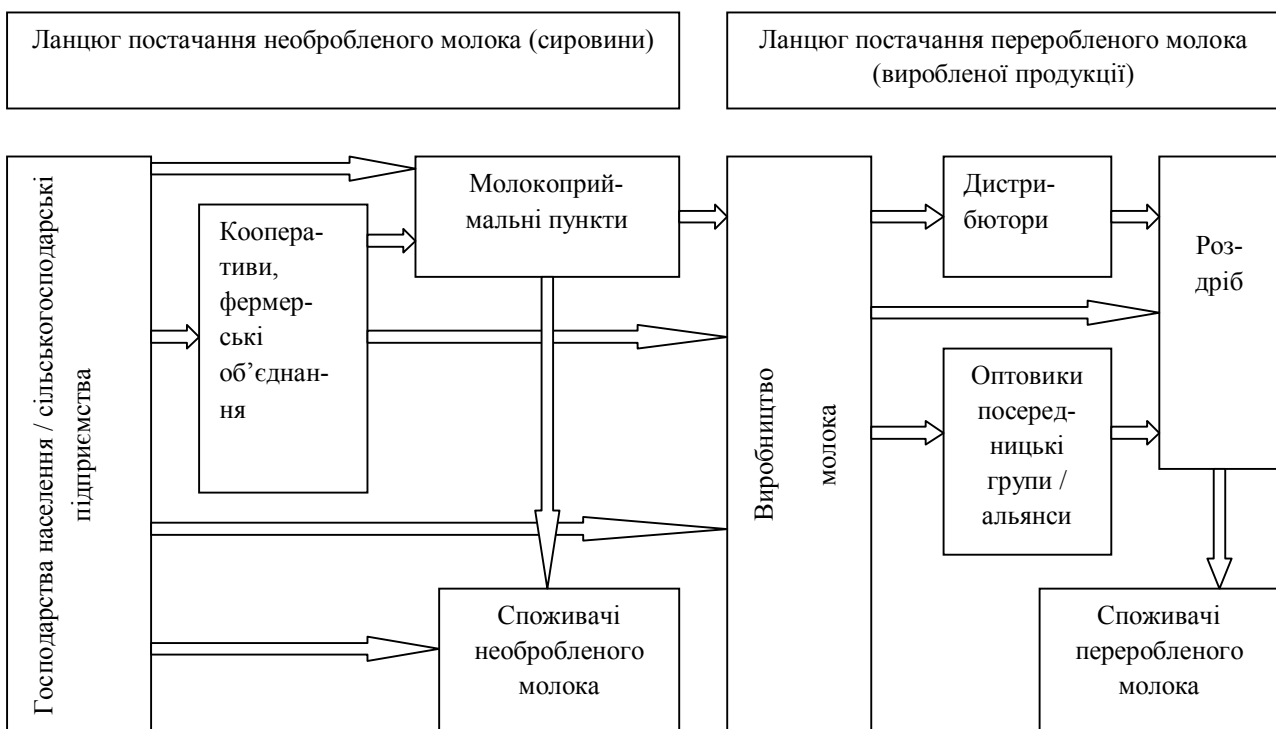 Ланцюг постачання необробленого молока (сировини)
Ланцюг постачання переробленого молока
(виробленої продукції)
Господарства населення / сільськогосподарські
підприємства
Коопера-
тиви,
фермер-
ські
об’єднан-
ня
Молокоприй-
мальні пункти
Споживачі
необробленого
молока
Виробництво
молока
Дистри-
бютори
Оптовики
посеред-
ницькі
групи /
альянси
Роз-
дріб
Споживачі
переробленого
молока